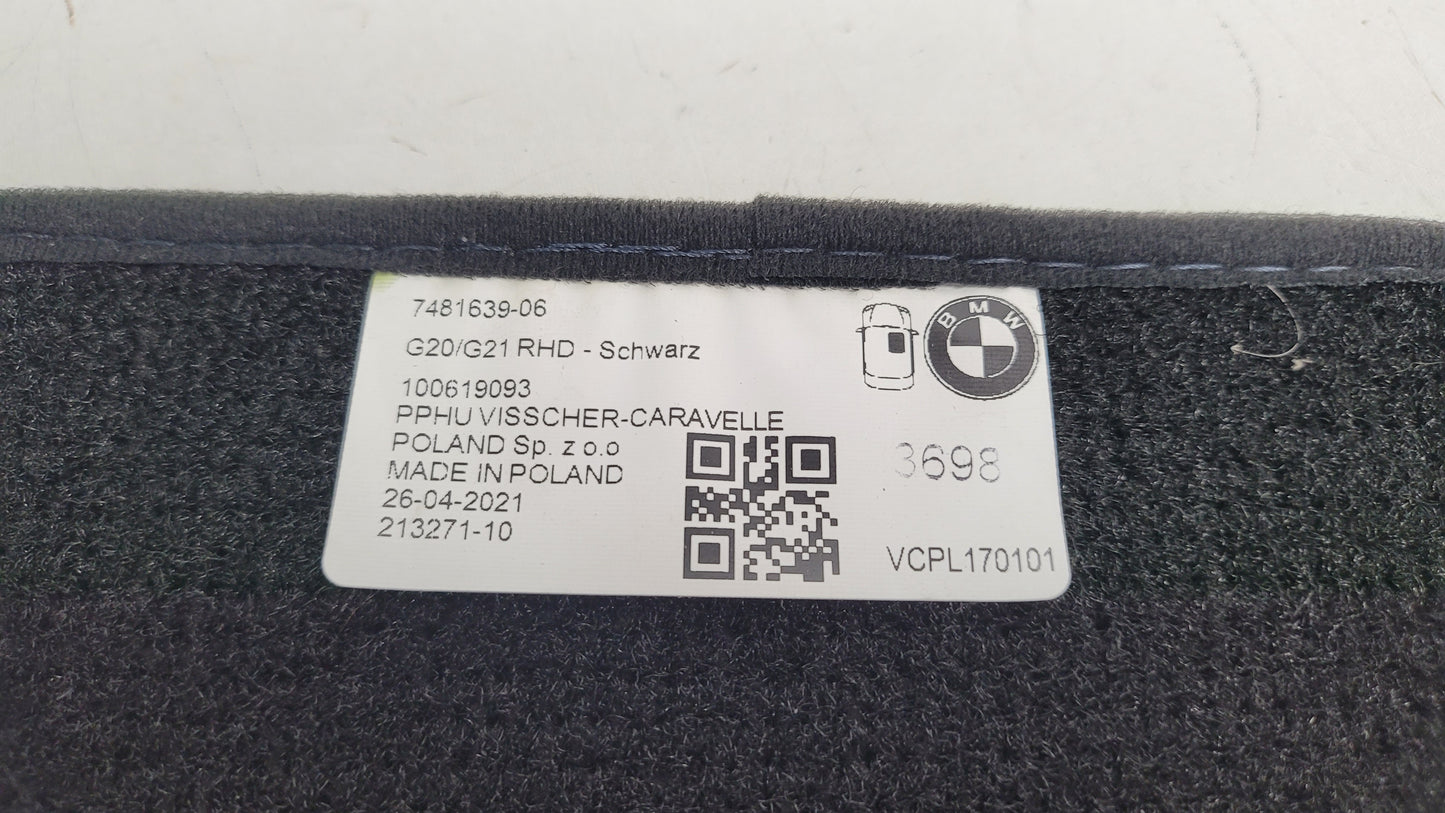 7481639-06
G20/G21 RHD - Schwarz
BMW
100619093
PPHU VISSCHER-CARAVELLE
POLAND Sp. z o.o
MADE IN POLAND
26-04-2021
213271-10
3698
VCPL170101